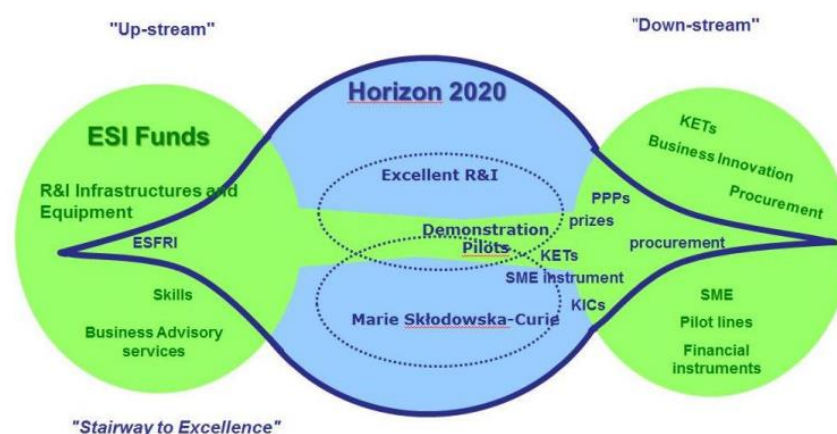 "Up-stream"
"Down-stream"
Horizon 2020
ESI Funds
KETs
Business Innovation
Procurement
Excellent R&I
R&I Infrastructures and
Equipment
PPPs
prizes
Demonstration
Pilots
ESFRI
procurement
KETs
SME instrument
Skills
KICs
SME
Marie Skłodowska-Curie
Pilot lines
Business Advisory
services
Financial
instruments
"Stairway to Excellence"